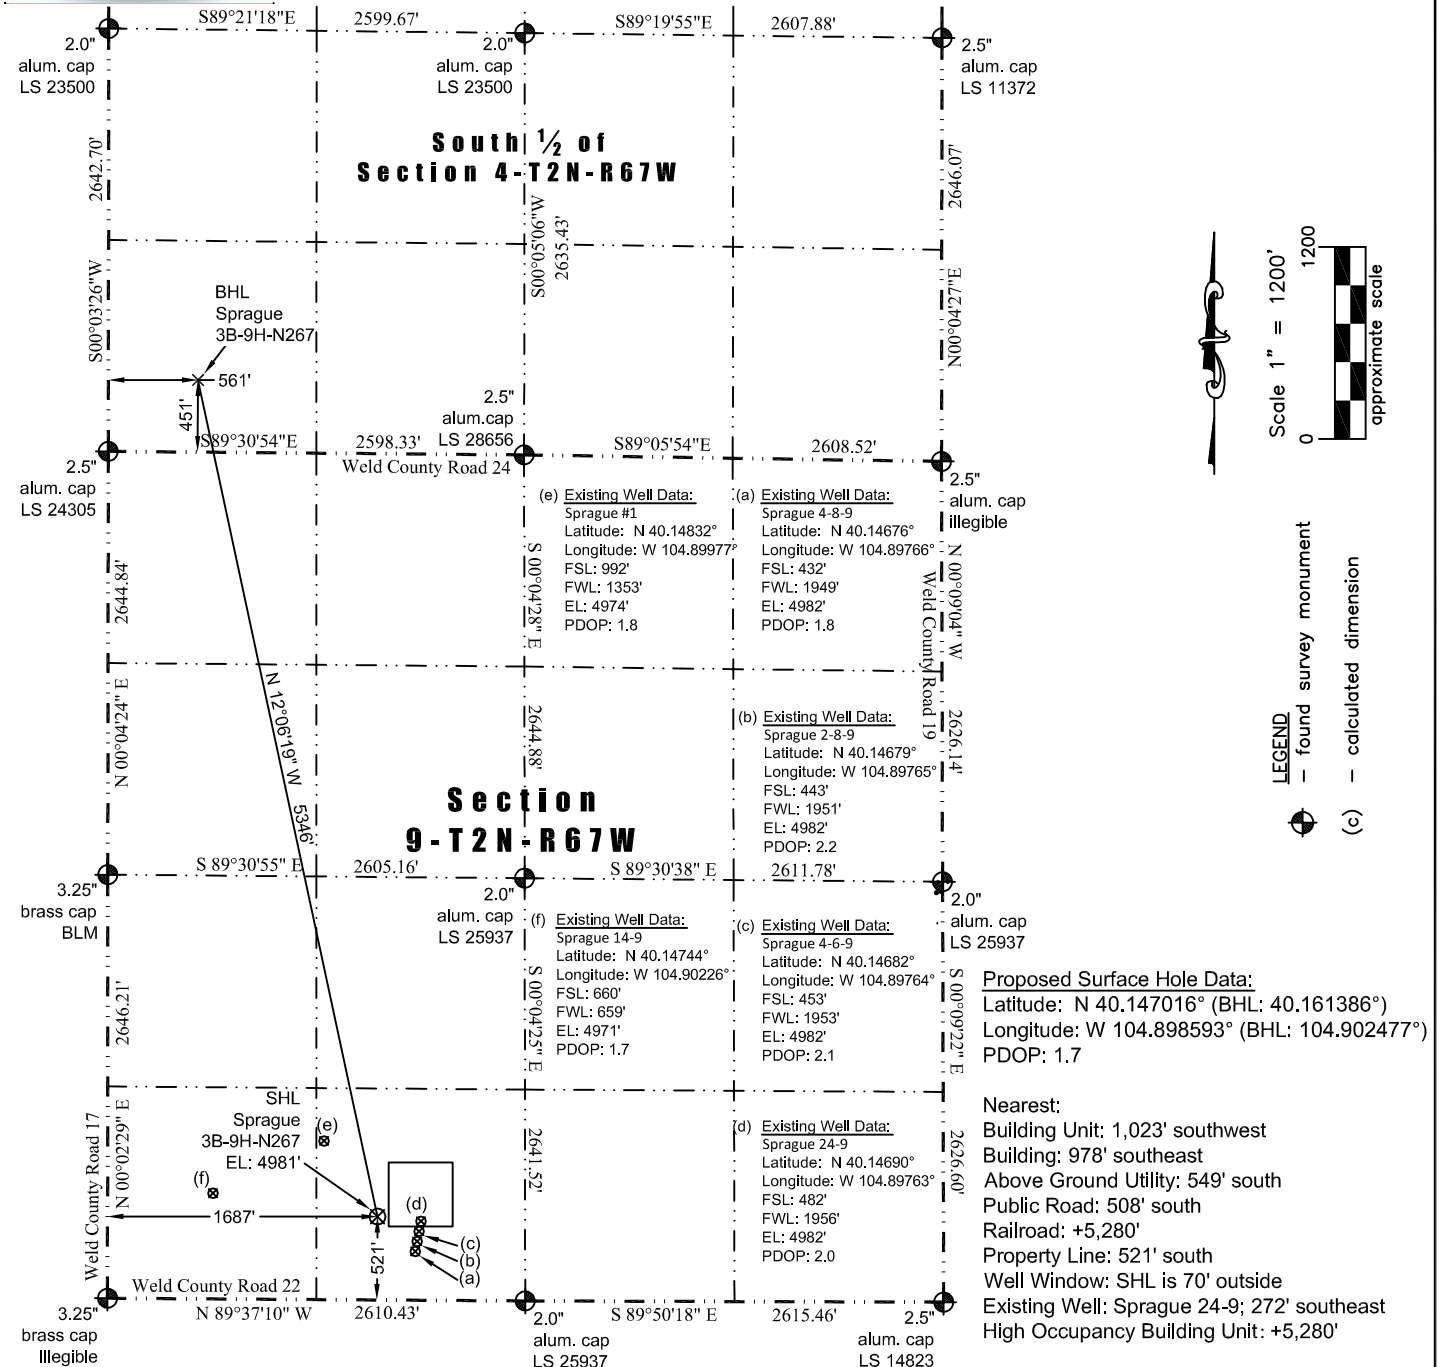 S89°21'18"E
2599.67'
S89°19'55"E
2607.88'
2.0"
alum. cap
LS 23500
2.0"
alum. cap
LS 23500
2.5"
alum. cap
LS 11372
South ½ of
Section 4-T2N-R67W
2642.70'
S00°03'26"W
S00°05'06"W
2635.43'
2646.07'
N00°04'27"E
BHL
Sprague
3B-9H-N267
561'
451'
S89°30'54"E
2598.33'
S89°05'54"E
2608.52'
Weld County Road 24
2.5"
alum. cap
LS 24305
2.5"
alum.cap
LS 28656
2.5"
alum. cap
illegible
Scale 1" = 1200'
0
1200
approximate scale
LEGEND
– found survey monument
(c) – calculated dimension
(e) Existing Well Data:
Sprague #1
Latitude: N 40.14832°
Longitude: W 104.89977°
FSL: 992'
FWL: 1353'
EL: 4974'
PDOP: 1.8
(a) Existing Well Data:
Sprague 4-8-9
Latitude: N 40.14676°
Longitude: W 104.89766°
FSL: 432'
FWL: 1949'
EL: 4982'
PDOP: 1.8
2644.84'
N 00°04'24" E
S 00°04'28" E
2644.88'
N 00°09'04" W
Weld County Road 19
2626.14'
N 12°06'19" W 5346'
(b) Existing Well Data:
Sprague 2-8-9
Latitude: N 40.14679°
Longitude: W 104.89765°
FSL: 443'
FWL: 1951'
EL: 4982'
PDOP: 2.2
Section
9-T2N-R67W
S 89°30'55" E
2605.16'
S 89°30'38" E
2611.78'
3.25"
brass cap
BLM
2.0"
alum. cap
LS 25937
2.0"
alum. cap
LS 25937
(f) Existing Well Data:
Sprague 14-9
Latitude: N 40.14744°
Longitude: W 104.90226°
FSL: 660'
FWL: 659'
EL: 4971'
PDOP: 1.7
(c) Existing Well Data:
Sprague 4-6-9
Latitude: N 40.14682°
Longitude: W 104.89764°
FSL: 453'
FWL: 1953'
EL: 4982'
PDOP: 2.1
2646.21'
N 00°02'29" E
Weld County Road 17
S 00°04'25" E
2641.52'
S 00°09'22" E
2626.60'
Proposed Surface Hole Data:
Latitude: N 40.147016° (BHL: 40.161386°)
Longitude: W 104.898593° (BHL: 104.902477°)
PDOP: 1.7
SHL
Sprague
3B-9H-N267
EL: 4981'
(e)
(f)
(d)
(c)
(b)
(a)
1687'
521'
(d) Existing Well Data:
Sprague 24-9
Latitude: N 40.14690°
Longitude: W 104.89763°
FSL: 482'
FWL: 1956'
EL: 4982'
PDOP: 2.0
Nearest:
Building Unit: 1,023' southwest
Building: 978' southeast
Above Ground Utility: 549' south
Public Road: 508' south
Railroad: +5,280'
Property Line: 521' south
Well Window: SHL is 70' outside
Existing Well: Sprague 24-9; 272' southeast
High Occupancy Building Unit: +5,280'
Weld County Road 22
N 89°37'10" W
2610.43'
S 89°50'18" E
2615.46'
3.25"
brass cap
Illegible
2.0"
alum. cap
LS 25937
2.5"
alum. cap
LS 14823